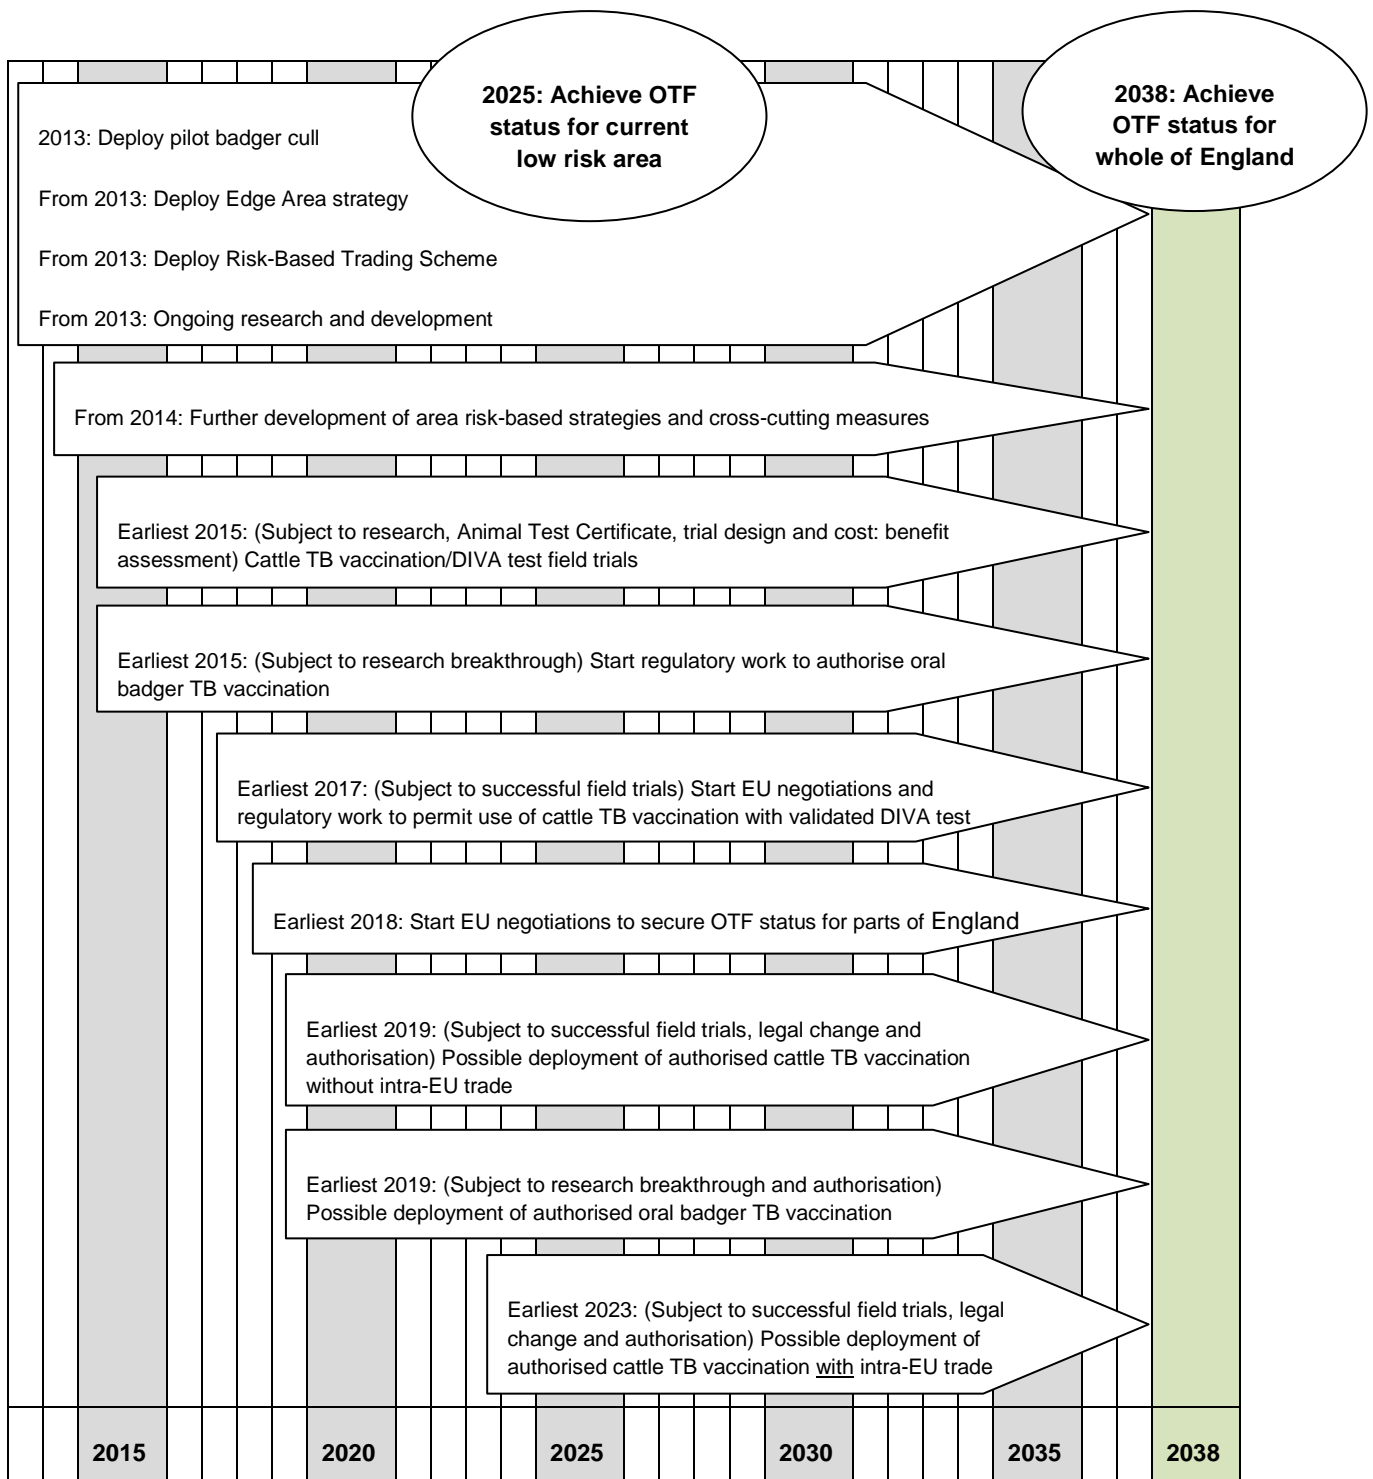 2025: Achieve OTF
status for current
low risk area
2038: Achieve
OTF status for
whole of England
2013: Deploy pilot badger cull
From 2013: Deploy Edge Area strategy
From 2013: Deploy Risk-Based Trading Scheme
From 2013: Ongoing research and development
From 2014: Further development of area risk-based strategies and cross-cutting measures
Earliest 2015: (Subject to research, Animal Test Certificate, trial design and cost: benefit
assessment) Cattle TB vaccination/DIVA test field trials
Earliest 2015: (Subject to research breakthrough) Start regulatory work to authorise oral
badger TB vaccination
Earliest 2017: (Subject to successful field trials) Start EU negotiations and
regulatory work to permit use of cattle TB vaccination with validated DIVA test
Earliest 2018: Start EU negotiations to secure OTF status for parts of England
Earliest 2019: (Subject to successful field trials, legal change and
authorisation) Possible deployment of authorised cattle TB vaccination
without intra-EU trade
Earliest 2019: (Subject to research breakthrough and authorisation)
Possible deployment of authorised oral badger TB vaccination
Earliest 2023: (Subject to successful field trials, legal
change and authorisation) Possible deployment of
authorised cattle TB vaccination with intra-EU trade
2015 2020 2025 2030 2035 2038